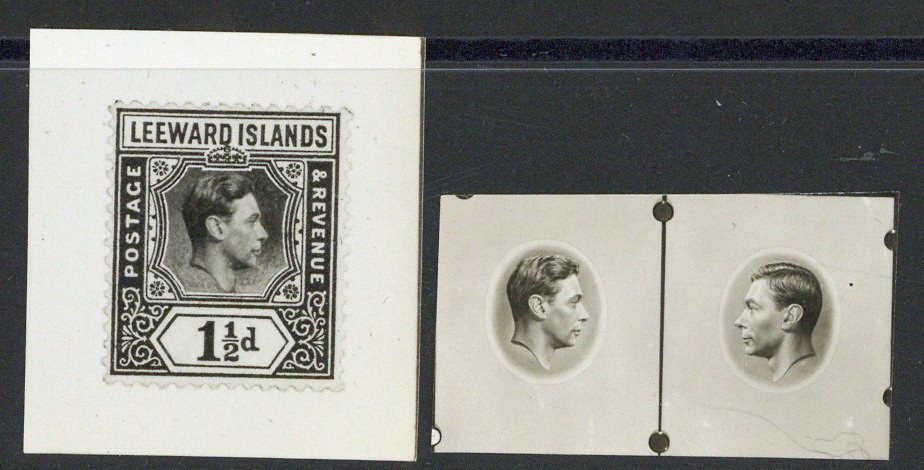 LEEWARD ISLANDS
POSTAGE
& REVENUE
1½d